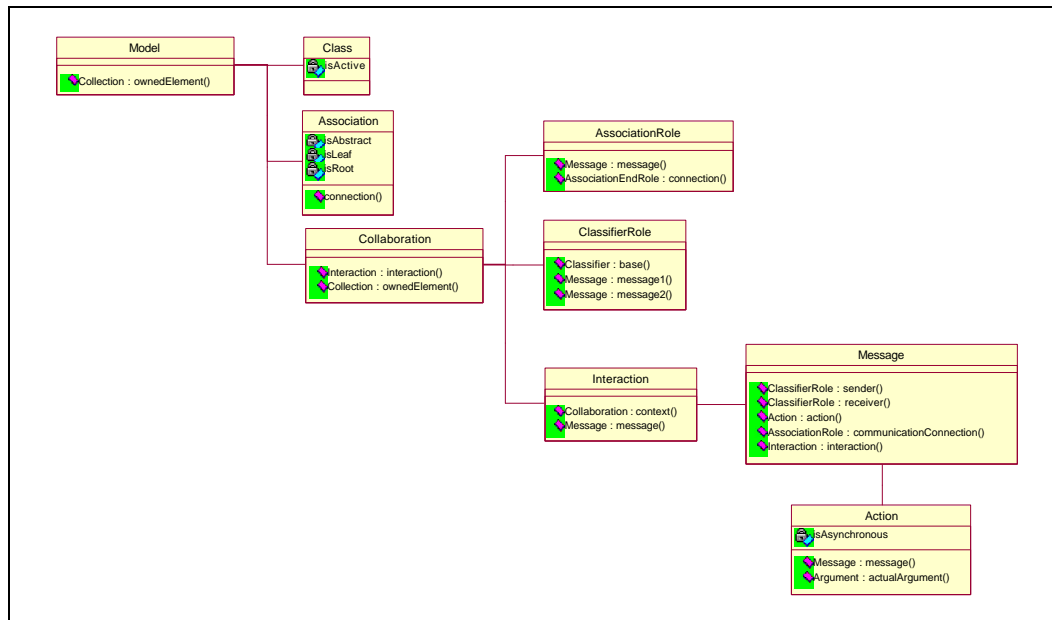 Model
Collection : ownedElement()
Class
isActive
Association
isAbstract
isLeaf
isRoot
connection()
Collaboration
Interaction : interaction()
Collection : ownedElement()
AssociationRole
Message : message()
AssociationEndRole : connection()
ClassifierRole
Classifier : base()
Message : message1()
Message : message2()
Interaction
Collaboration : context()
Message : message()
Message
ClassifierRole : sender()
ClassifierRole : receiver()
Action : action()
AssociationRole : communicationConnection()
Interaction : interaction()
Action
isAsynchronous
Message : message()
Argument : actualArgument()